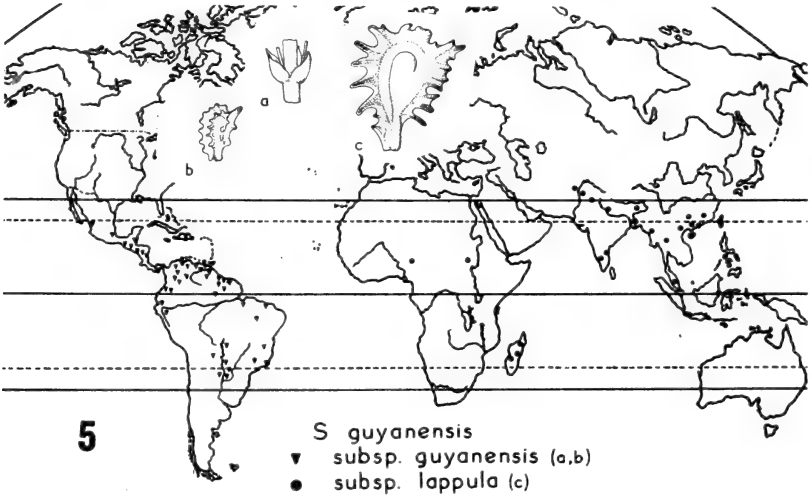 a
b
c
5
S guyanensis
subsp. guyanensis (a,b)
subsp. lappula (c)